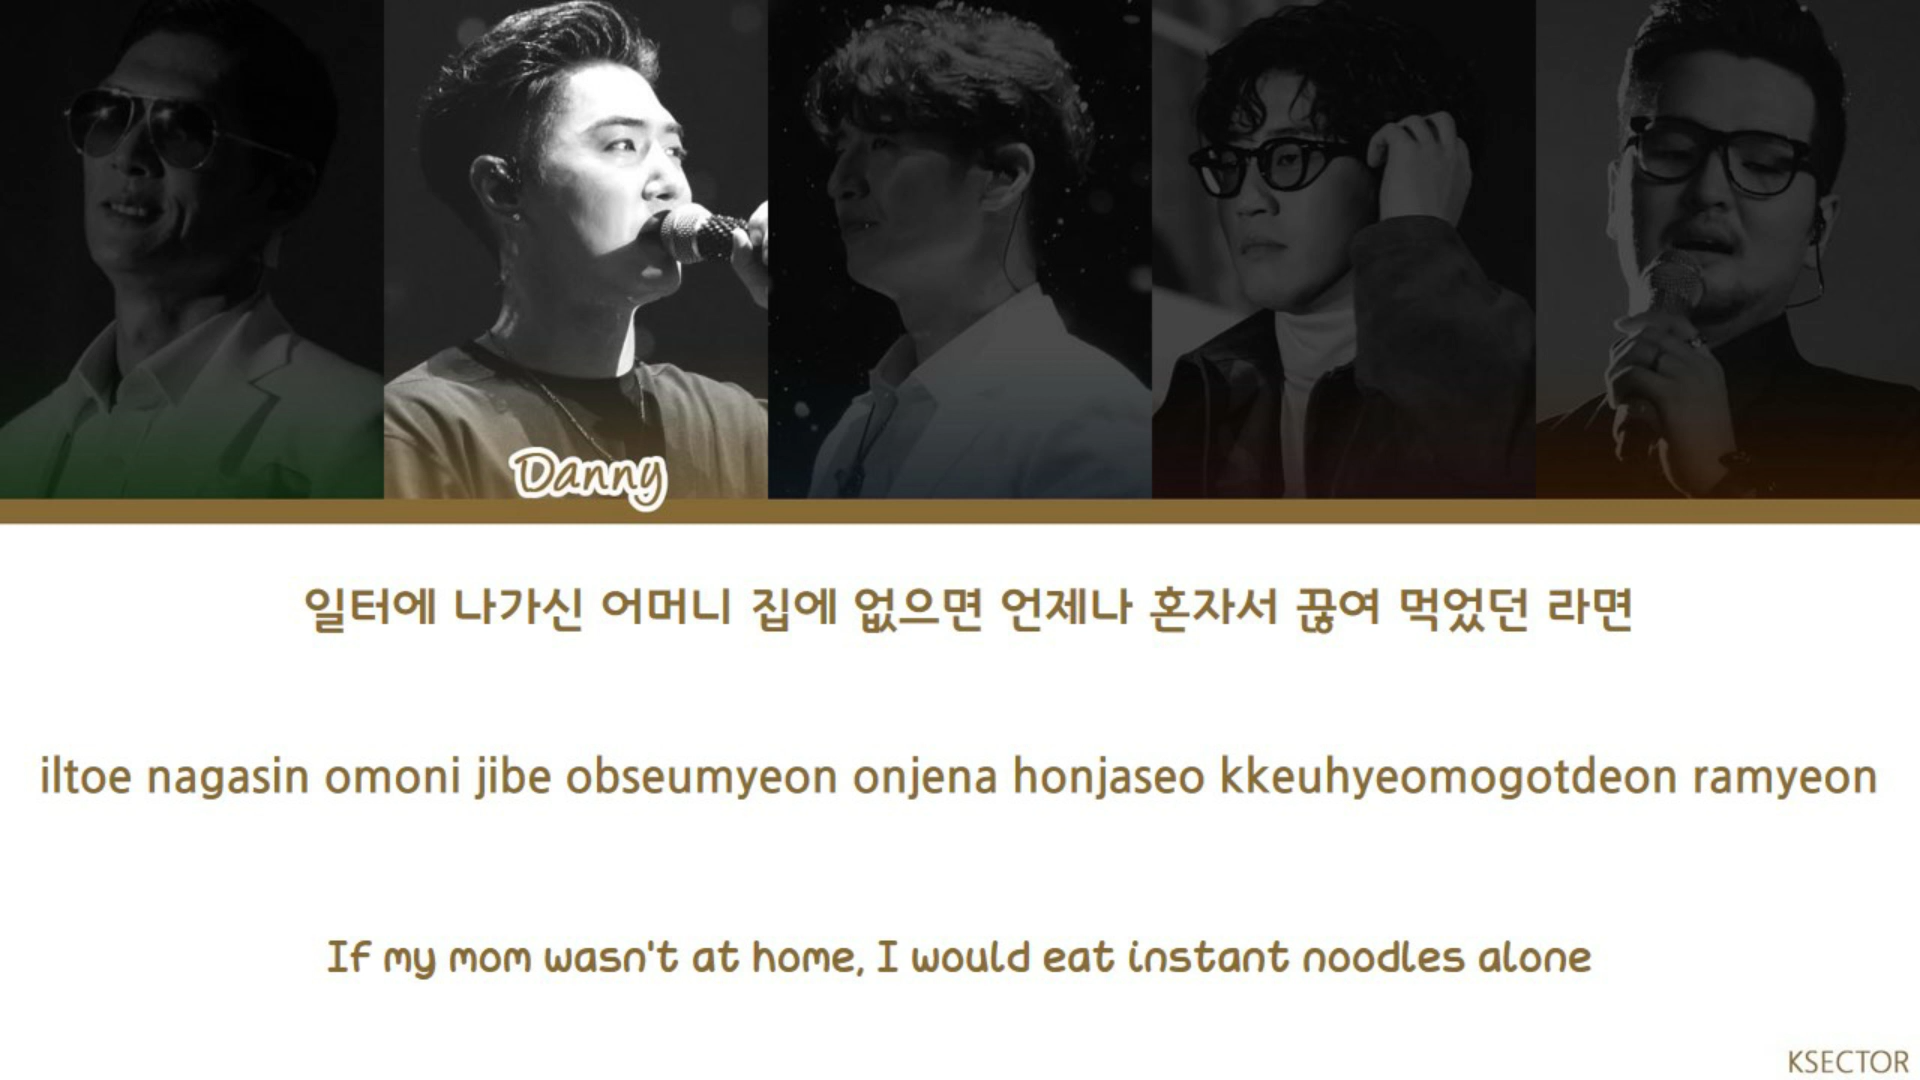 Danny
일터에 나가신 어머니 집에 없으면 언제나 혼자서 끊여 먹었던 라면
iltoe nagasin omoni jibe obseumyeon onjena honjaseo kkeuhyeomogotdeon ramyeon
If my mom wasn't at home, I would eat instant noodles alone
KSECTOR